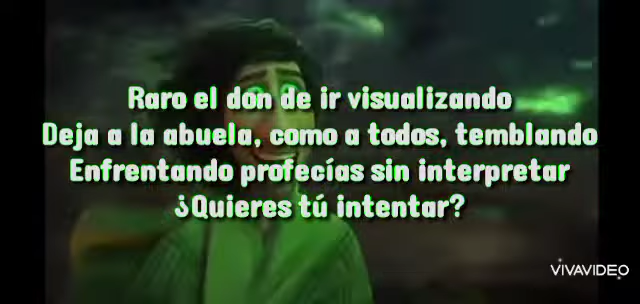 Raro el don de ir visualizando
Deja a la abuela, como a todos, temblando
Enfrentando profecías sin interpretar
¿Quieres tú intentar?
VIVAVIDEO